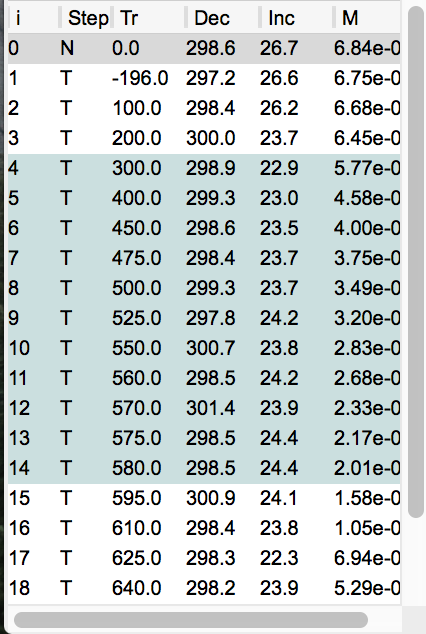 i Step Tr Dec Inc M
0 N 0.0 298.6 26.7 6.84e-0
1 T -196.0 297.2 26.6 6.75e-0
2 T 100.0 298.4 26.2 6.68e-0
3 T 200.0 300.0 23.7 6.45e-0
4 T 300.0 298.9 22.9 5.77e-0
5 T 400.0 299.3 23.0 4.58e-0
6 T 450.0 298.6 23.5 4.00e-0
7 T 475.0 298.4 23.7 3.75e-0
8 T 500.0 299.3 23.7 3.49e-0
9 T 525.0 297.8 24.2 3.20e-0
10 T 550.0 300.7 23.8 2.83e-0
11 T 560.0 298.5 24.2 2.68e-0
12 T 570.0 301.4 23.9 2.33e-0
13 T 575.0 298.5 24.4 2.17e-0
14 T 580.0 298.5 24.4 2.01e-0
15 T 595.0 300.9 24.1 1.58e-0
16 T 610.0 298.4 23.8 1.05e-0
17 T 625.0 298.3 22.3 6.94e-0
18 T 640.0 298.2 23.9 5.29e-0